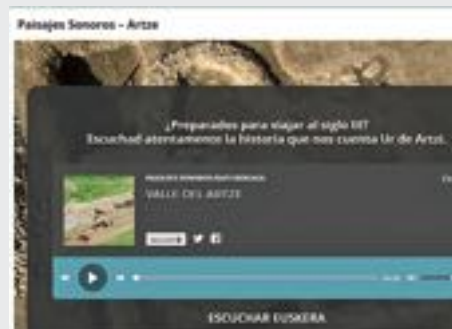 Paisajes Sonoros – Artze
¿Preparados para viajar al siglo III?
Escuchad atentamente la historia que nos cuenta Ur de Artzi.
VALLE DEL ARTZE
ESCUCHAR EUSKERA